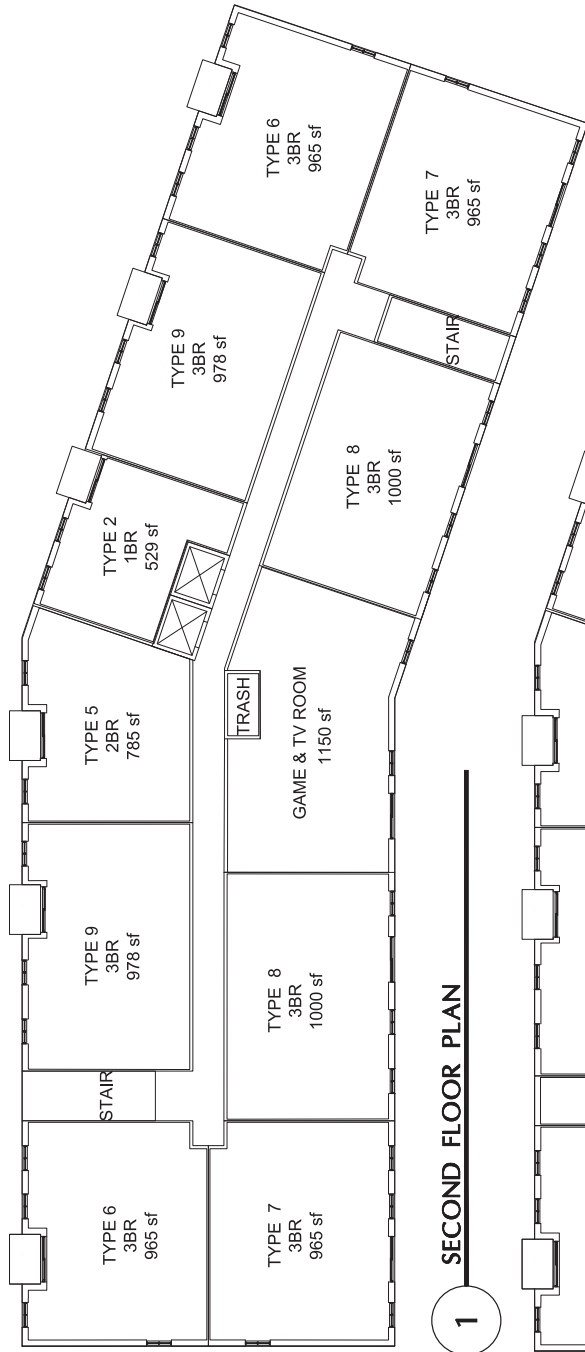 TYPE 6
3BR
965 sf
TYPE 7
3BR
965 sf
TYPE 9
3BR
978 sf
STAIR
TYPE 8
3BR
1000 sf
TYPE 2
1BR
529 sf
TYPE 5
2BR
785 sf
TRASH
GAME & TV ROOM
1150 sf
TYPE 9
3BR
978 sf
TYPE 8
3BR
1000 sf
STAIR
TYPE 6
3BR
965 sf
TYPE 7
3BR
965 sf
1
SECOND FLOOR PLAN